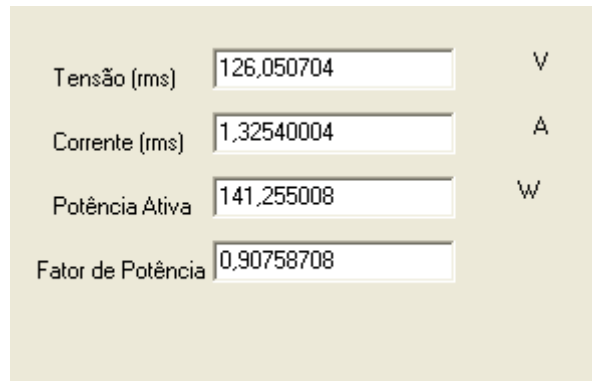 Tensão (rms) 126,050704 V
Corrente (rms) 1,32540004 A
Potência Ativa 141,255008 W
Fator de Potência 0,90758708